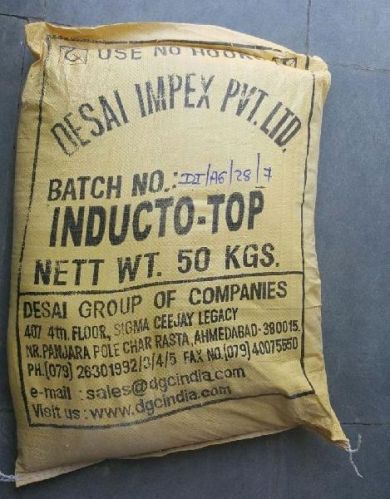 USE NO HOOKS
DESAI IMPEX PVT.LTD.
BATCH NO.: DI/AG/28/7
INDUCTO-TOP
NETT WT. 50 KGS.
DESAI GROUP OF COMPANIES
407 4TH. FLOOR, SIGMA CEEJAY LEGACY
NR.PANJARA POLE CHAR RASTA, AHMEDABAD-380015.
PH.(079) 26301992/3/4/5 FAX NO.(079) 40075550
e-mail : sales@dgcindia.com
Visit us : www.dgcindia.com